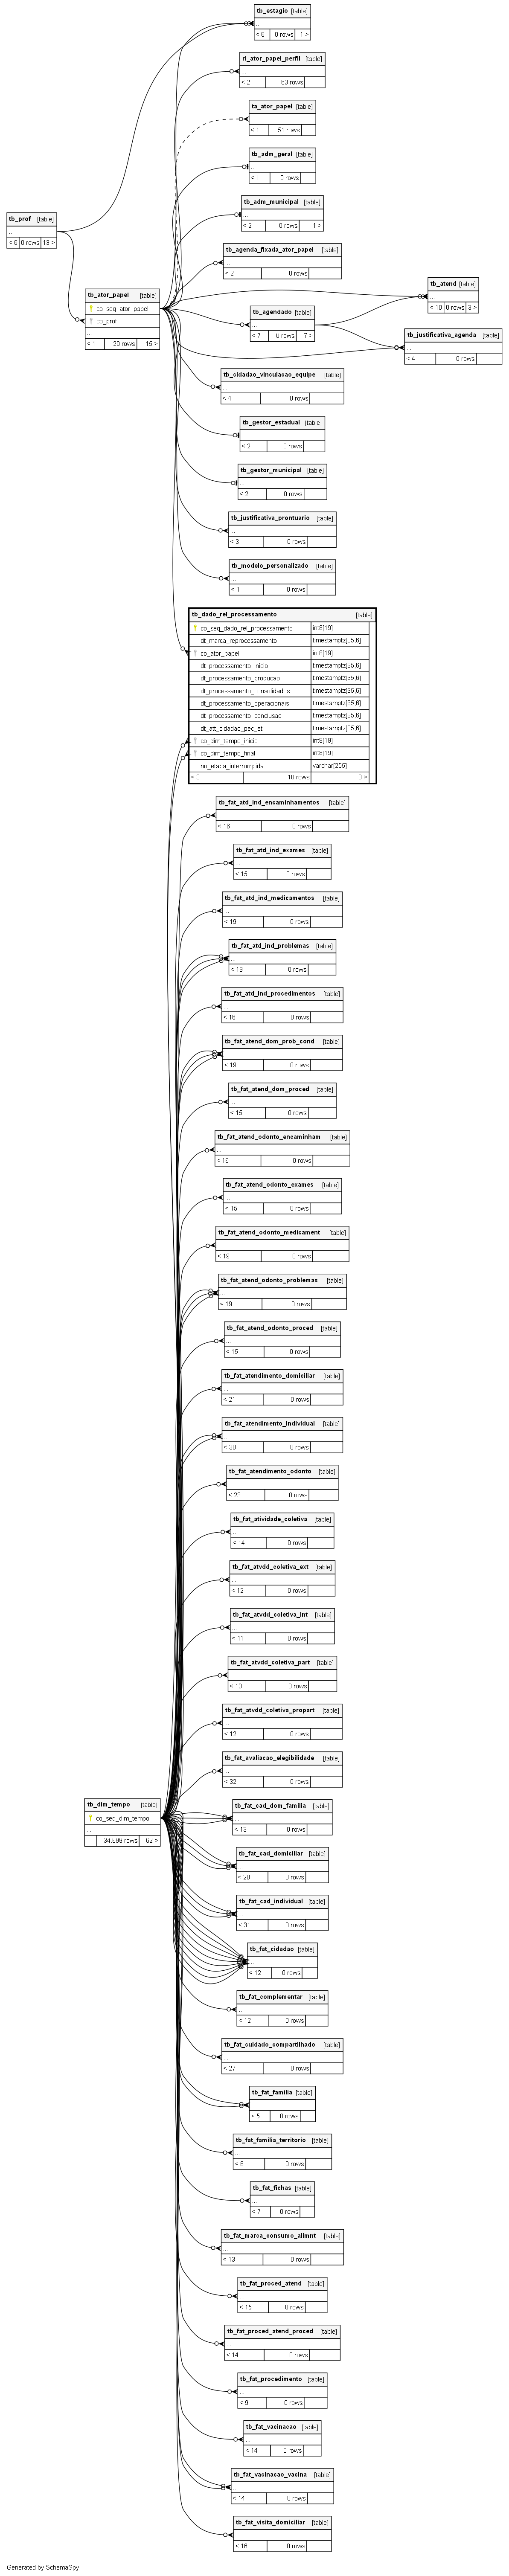 tb_estagio [table]
...
< 6 0 rows 1 >
rl_ator_papel_perfil [table]
...
< 2 63 rows
ta_ator_papel [table]
...
< 1 51 rows
tb_adm_geral [table]
...
< 1 0 rows
tb_adm_municipal [table]
...
< 2 0 rows 1 >
tb_prof [table]
...
< 6 0 rows 13 >
tb_agenda_fixada_ator_papel [table]
...
< 2 0 rows
tb_atend [table]
...
< 10 0 rows 3 >
tb_ator_papel [table]
co_seq_ator_papel
co_prof
...
< 1 20 rows 15 >
tb_agendado [table]
...
< 7 0 rows 7 >
tb_justificativa_agenda [table]
...
< 4 0 rows
tb_cidadao_vinculacao_equipe [table]
...
< 4 0 rows
tb_gestor_estadual [table]
...
< 2 0 rows
tb_gestor_municipal [table]
...
< 2 0 rows
tb_justificativa_prontuario [table]
...
< 3 0 rows
tb_modelo_personalizado [table]
...
< 1 0 rows
tb_dado_rel_processamento [table]
co_seq_dado_rel_processamento int8[19]
dt_marca_reprocessamento timestamptz[35,6]
co_ator_papel int8[19]
dt_processamento_inicio timestamptz[35,6]
dt_processamento_producao timestamptz[35,6]
dt_processamento_consolidados timestamptz[35,6]
dt_processamento_operacionais timestamptz[35,6]
dt_processamento_conclusao timestamptz[35,6]
dt_att_cidadao_pec_etl timestamptz[35,6]
co_dim_tempo_inicio int8[19]
co_dim_tempo_final int8[19]
no_etapa_interrompida varchar[255]
< 3 18 rows 0 >
tb_fat_atd_ind_encaminhamentos [table]
...
< 16 0 rows
tb_fat_atd_ind_exames [table]
...
< 15 0 rows
tb_fat_atd_ind_medicamentos [table]
...
< 19 0 rows
tb_fat_atd_ind_problemas [table]
...
< 19 0 rows
tb_fat_atd_ind_procedimentos [table]
...
< 16 0 rows
tb_fat_atend_dom_prob_cond [table]
...
< 19 0 rows
tb_fat_atend_dom_proced [table]
...
< 15 0 rows
tb_fat_atend_odonto_encaminham [table]
...
< 16 0 rows
tb_fat_atend_odonto_exames [table]
...
< 15 0 rows
tb_fat_atend_odonto_medicament [table]
...
< 19 0 rows
tb_fat_atend_odonto_problemas [table]
...
< 19 0 rows
tb_fat_atend_odonto_proced [table]
...
< 15 0 rows
tb_fat_atendimento_domiciliar [table]
...
< 21 0 rows
tb_fat_atendimento_individual [table]
...
< 30 0 rows
tb_fat_atendimento_odonto [table]
...
< 23 0 rows
tb_fat_atividade_coletiva [table]
...
< 14 0 rows
tb_fat_atvdd_coletiva_ext [table]
...
< 12 0 rows
tb_fat_atvdd_coletiva_int [table]
...
< 11 0 rows
tb_fat_atvdd_coletiva_part [table]
...
< 13 0 rows
tb_fat_atvdd_coletiva_propart [table]
...
< 12 0 rows
tb_fat_avaliacao_elegibilidade [table]
...
< 32 0 rows
tb_dim_tempo [table]
co_seq_dim_tempo
...
34.699 rows 62 >
tb_fat_cad_dom_familia [table]
...
< 13 0 rows
tb_fat_cad_domiciliar [table]
...
< 28 0 rows
tb_fat_cad_individual [table]
...
< 31 0 rows
tb_fat_cidadao [table]
...
< 12 0 rows
tb_fat_complementar [table]
...
< 12 0 rows
tb_fat_cuidado_compartilhado [table]
...
< 27 0 rows
tb_fat_familia [table]
...
< 5 0 rows
tb_fat_familia_territorio [table]
...
< 6 0 rows
tb_fat_fichas [table]
...
< 7 0 rows
tb_fat_marca_consumo_alimnt [table]
...
< 13 0 rows
tb_fat_proced_atend [table]
...
< 15 0 rows
tb_fat_proced_atend_proced [table]
...
< 14 0 rows
tb_fat_procedimento [table]
...
< 9 0 rows
tb_fat_vacinacao [table]
...
< 14 0 rows
tb_fat_vacinacao_vacina [table]
...
< 14 0 rows
tb_fat_visita_domiciliar [table]
...
< 16 0 rows
Generated by SchemaSpy